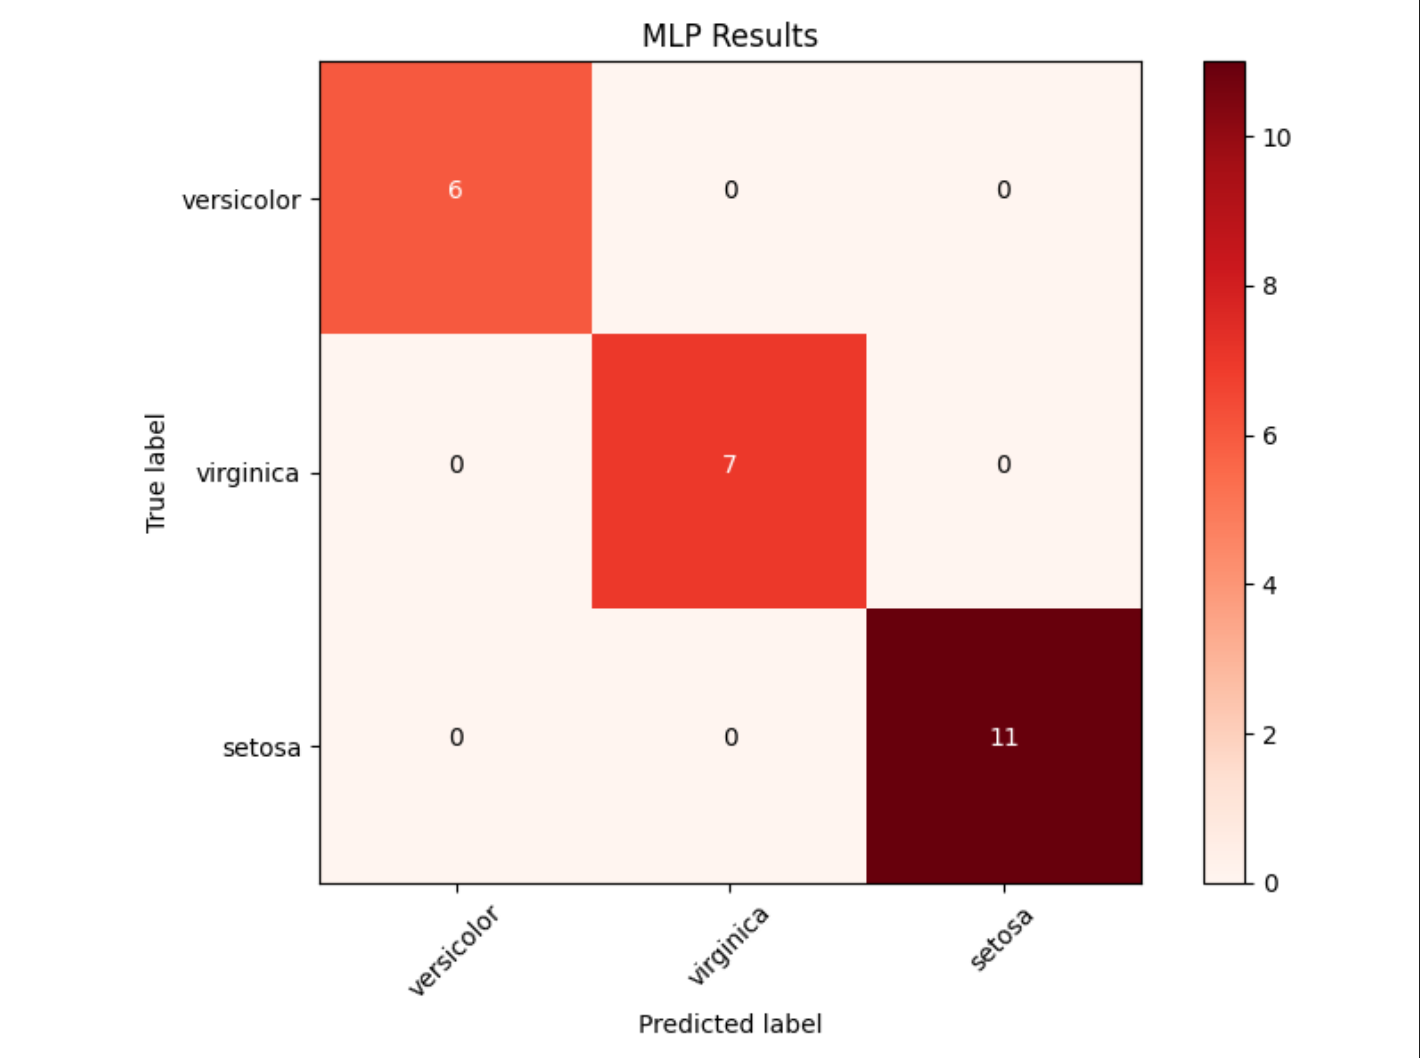 MLP Results
versicolor 6 0 0
virginica 0 7 0
setosa 0 0 11
versicolor virginica setosa
True label
Predicted label
10
8
6
4
2
0